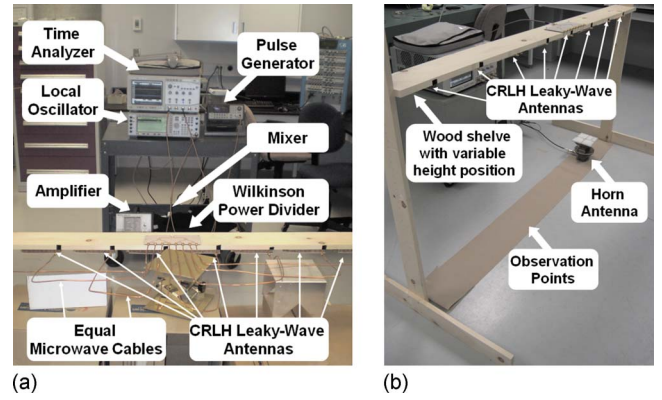 Time
Analyzer
Pulse
Generator
Local
Oscillator
Mixer
Amplifier
Wilkinson
Power Divider
Equal
Microwave Cables
CRLH Leaky-Wave
Antennas
(a)
CRLH Leaky-Wave
Antennas
Wood shelve
with variable
height position
Horn
Antenna
Observation
Points
(b)